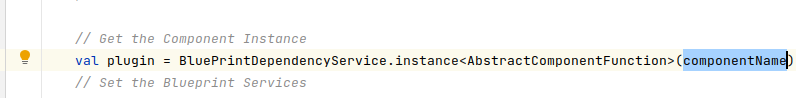 // Get the Component Instance
val plugin = BluePrintDependencyService.instance<AbstractComponentFunction>(componentName)
// Set the Blueprint Services